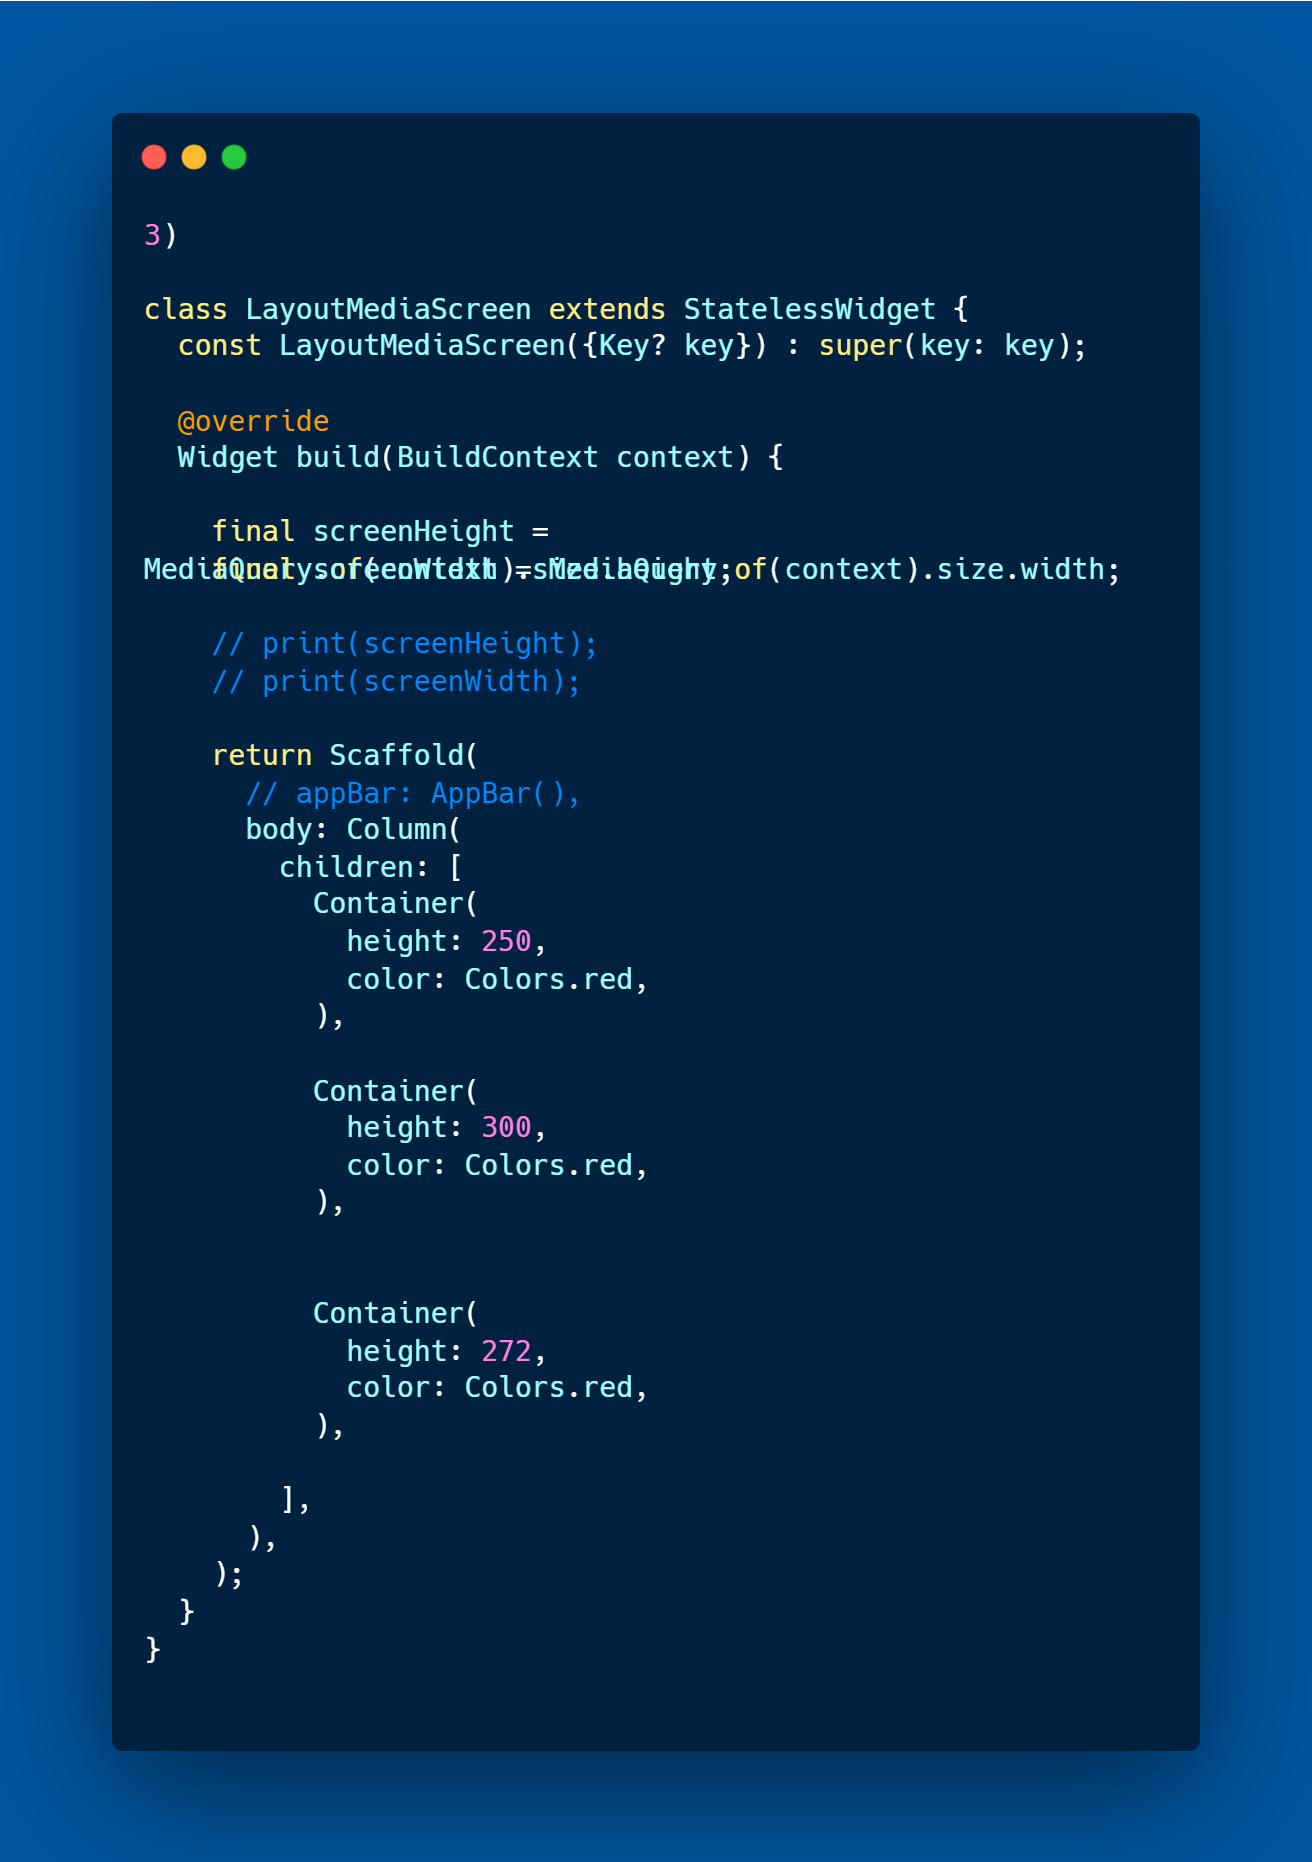 3)
class LayoutMediaScreen extends StatelessWidget {
const LayoutMediaScreen({Key? key}) : super(key: key);
@override
Widget build(BuildContext context) {
final screenHeight =
MediaQuery.of(context).size.height;
final screenWidth = MediaQuery.of(context).size.width;
// print(screenHeight);
// print(screenWidth);
return Scaffold(
// appBar: AppBar(),
body: Column(
children: [
Container(
height: 250,
color: Colors.red,
),
Container(
height: 300,
color: Colors.red,
),
Container(
height: 272,
color: Colors.red,
),
],
),
);
}
}